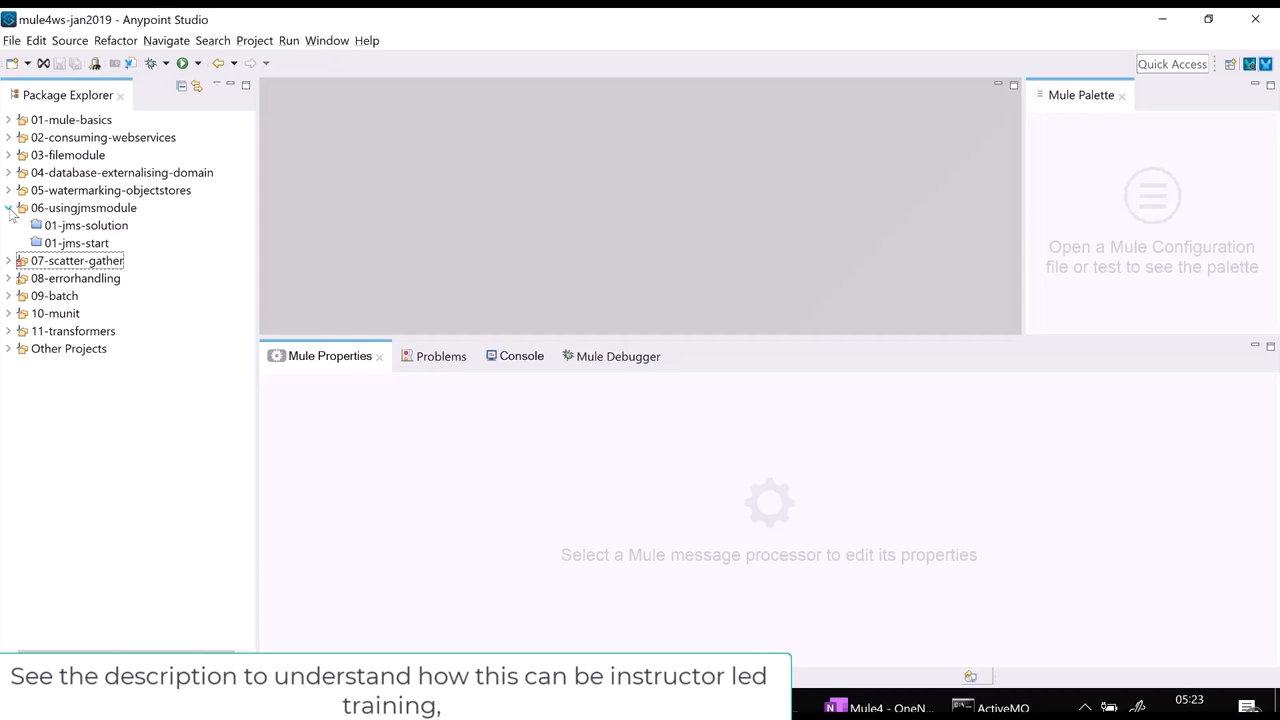 mule4ws-jan2019 - Anypoint Studio
File Edit Source Refactor Navigate Search Project Run Window Help
Quick Access
Package Explorer
Mule Palette
01-mule-basics
02-consuming-webservices
03-filemodule
04-database-externalising-domain
05-watermarking-objectstores
06-usingjmsmodule
01-jms-solution
01-jms-start
07-scatter-gather
08-errorhandling
09-batch
10-munit
11-transformers
Other Projects
Open a Mule Configuration
file or test to see the palette
Mule Properties Problems Console Mule Debugger
Select a Mule message processor to edit its properties
See the description to understand how this can be instructor led
training,
Mule4 - OneN...
ActiveMQ
05:23